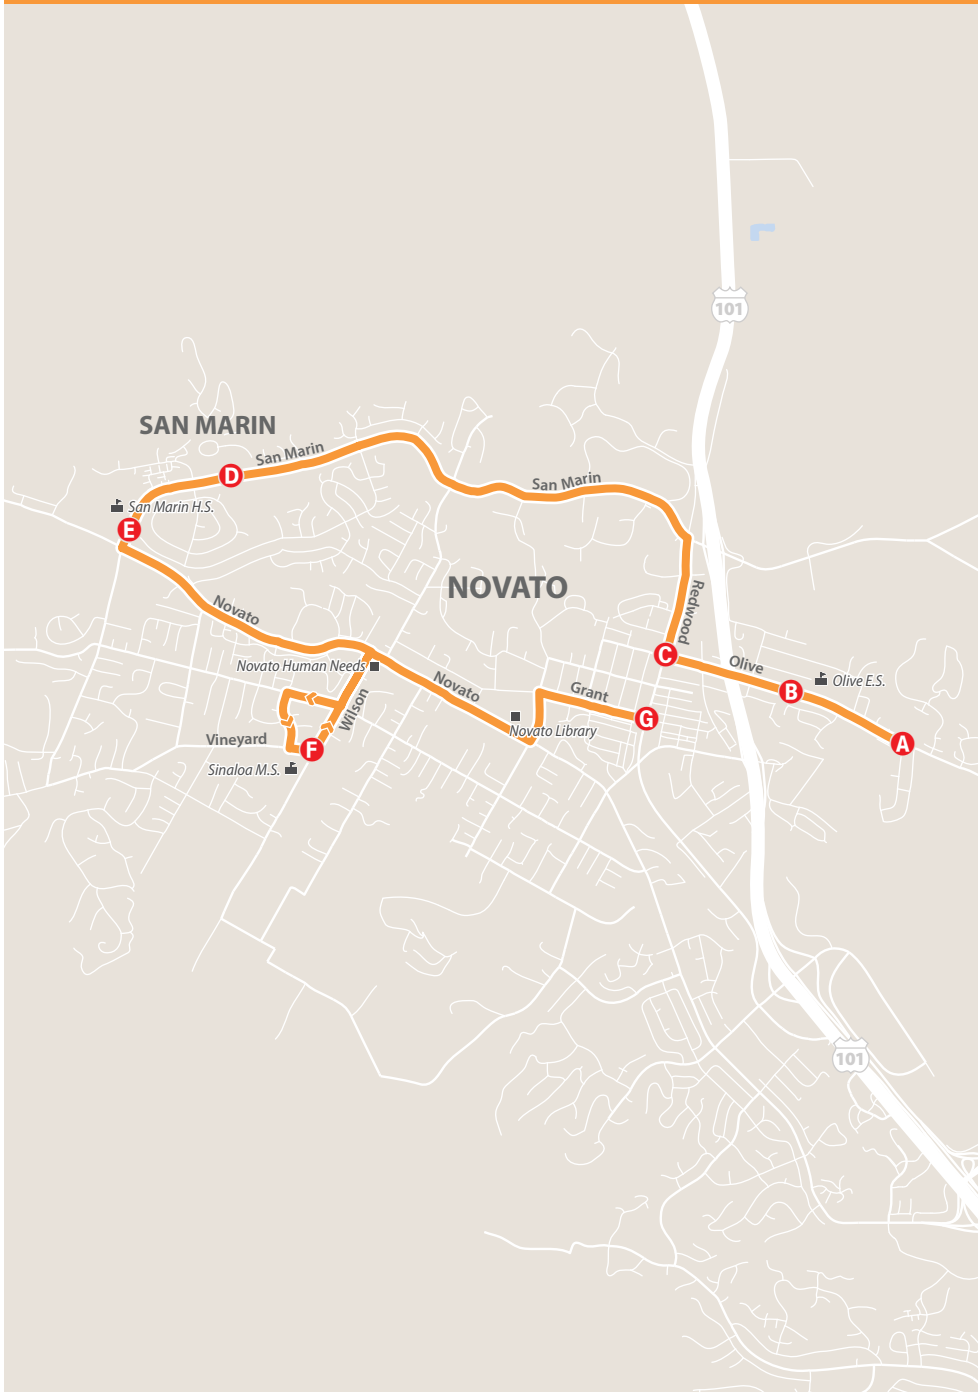 101
SAN MARIN
San Marin
D
San Marin
San Marin H.S.
E
NOVATO
Redwood
Novato
C
Olive
Novato Human Needs
Olive E.S.
B
Novato
Grant
Wilson
G
Novato Library
Vineyard
F
A
Sinaloa M.S.
101